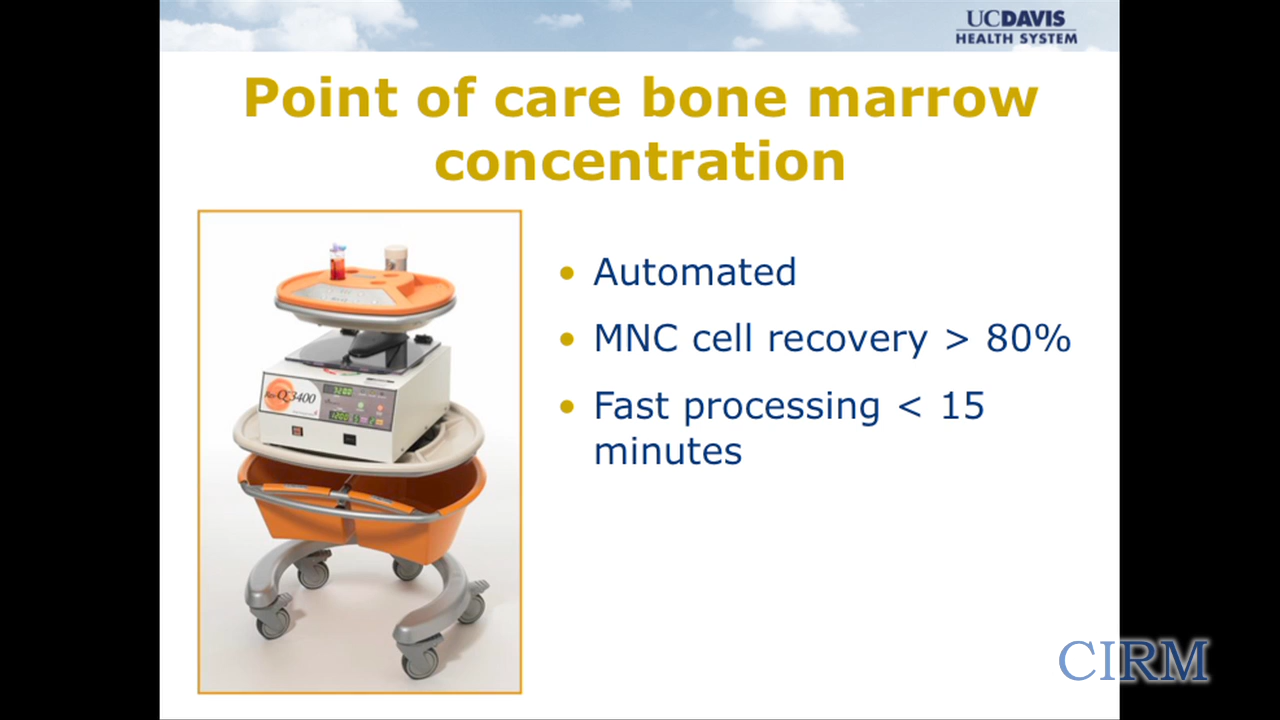 UCDAVIS
HEALTH SYSTEM
Point of care bone marrow
concentration
• Automated
• MNC cell recovery > 80%
• Fast processing < 15
minutes
Q3400
CIRM